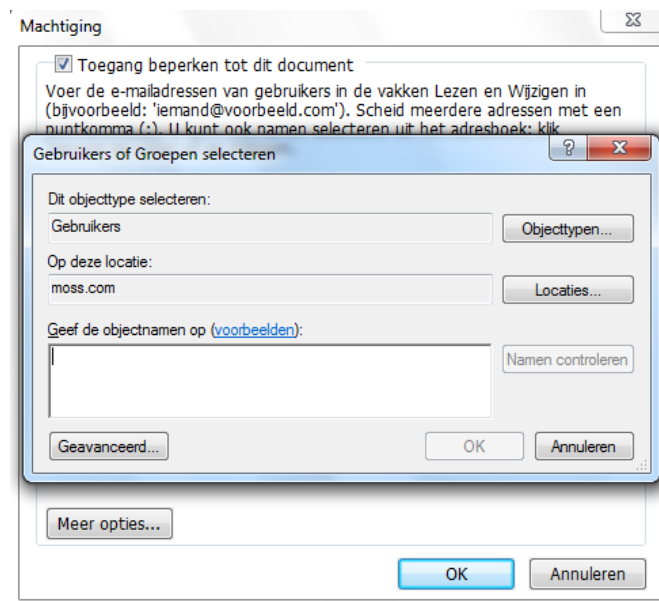 Machtiging
Toegang beperken tot dit document
Voer de e-mailadressen van gebruikers in de vakken Lezen en Wijzigen in
(bijvoorbeeld: 'iemand@voorbeeld.com'). Scheid meerdere adressen met een
puntkomma (;). U kunt ook namen selecteren uit het adresboek: klik
Gebruikers of Groepen selecteren
Dit objecttype selecteren:
Gebruikers
Objecttypen...
Op deze locatie:
moss.com
Locaties...
Geef de objectnamen op (voorbeelden):
Namen controleren
Geavanceerd...
OK
Annuleren
Meer opties...
OK
Annuleren